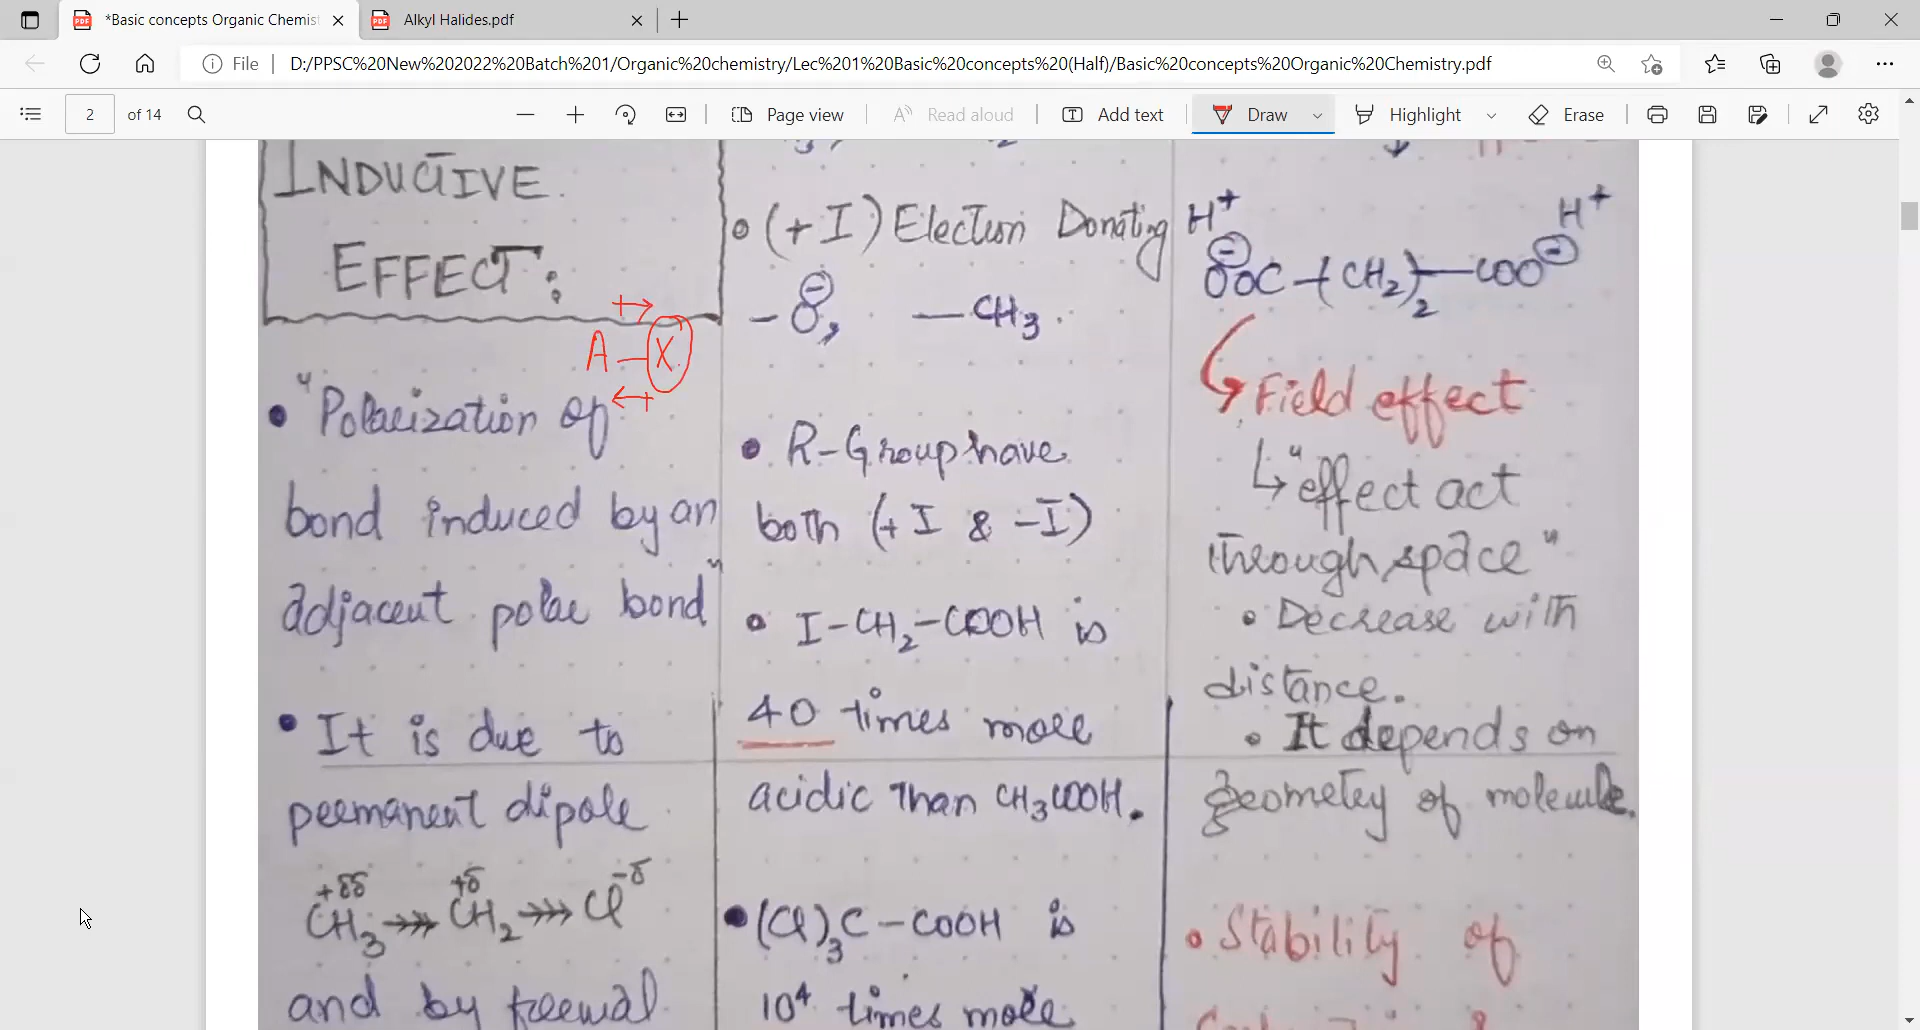 *Basic concepts Organic Chemist
Alkyl Halides.pdf
File
D:/PPSC%20New%202022%20Batch%201/Organic%20chemistry/Lec%201%20Basic%20concepts%20(Half)/Basic%20concepts%20Organic%20Chemistry.pdf
2 of 14
Page view
Read aloud
Add text
Draw
Highlight
Erase
INDUCTIVE
EFFECT:
A—X
"Polarization of
bond induced by an
adjacent polar bond"
• It is due to
permanent dipole
+δδ +δ -δ
CH₃ →→→ CH₂ →→→ Cl
and by
• (+I) Electron Donating
-O⊖, —CH₃.
• R-Group have
both (+I & -I)
• I-CH₂-COOH is
40 times more
acidic than CH₃COOH.
• (Cl)₃C-COOH is
10⁴ times more
H⁺ H⁺
⊖OOC-(CH₂)₂-COO⊖
Field effect
↳ "effect act
through space"
• Decrease with
distance.
• It depends on
geometry of molecule.
• Stability of